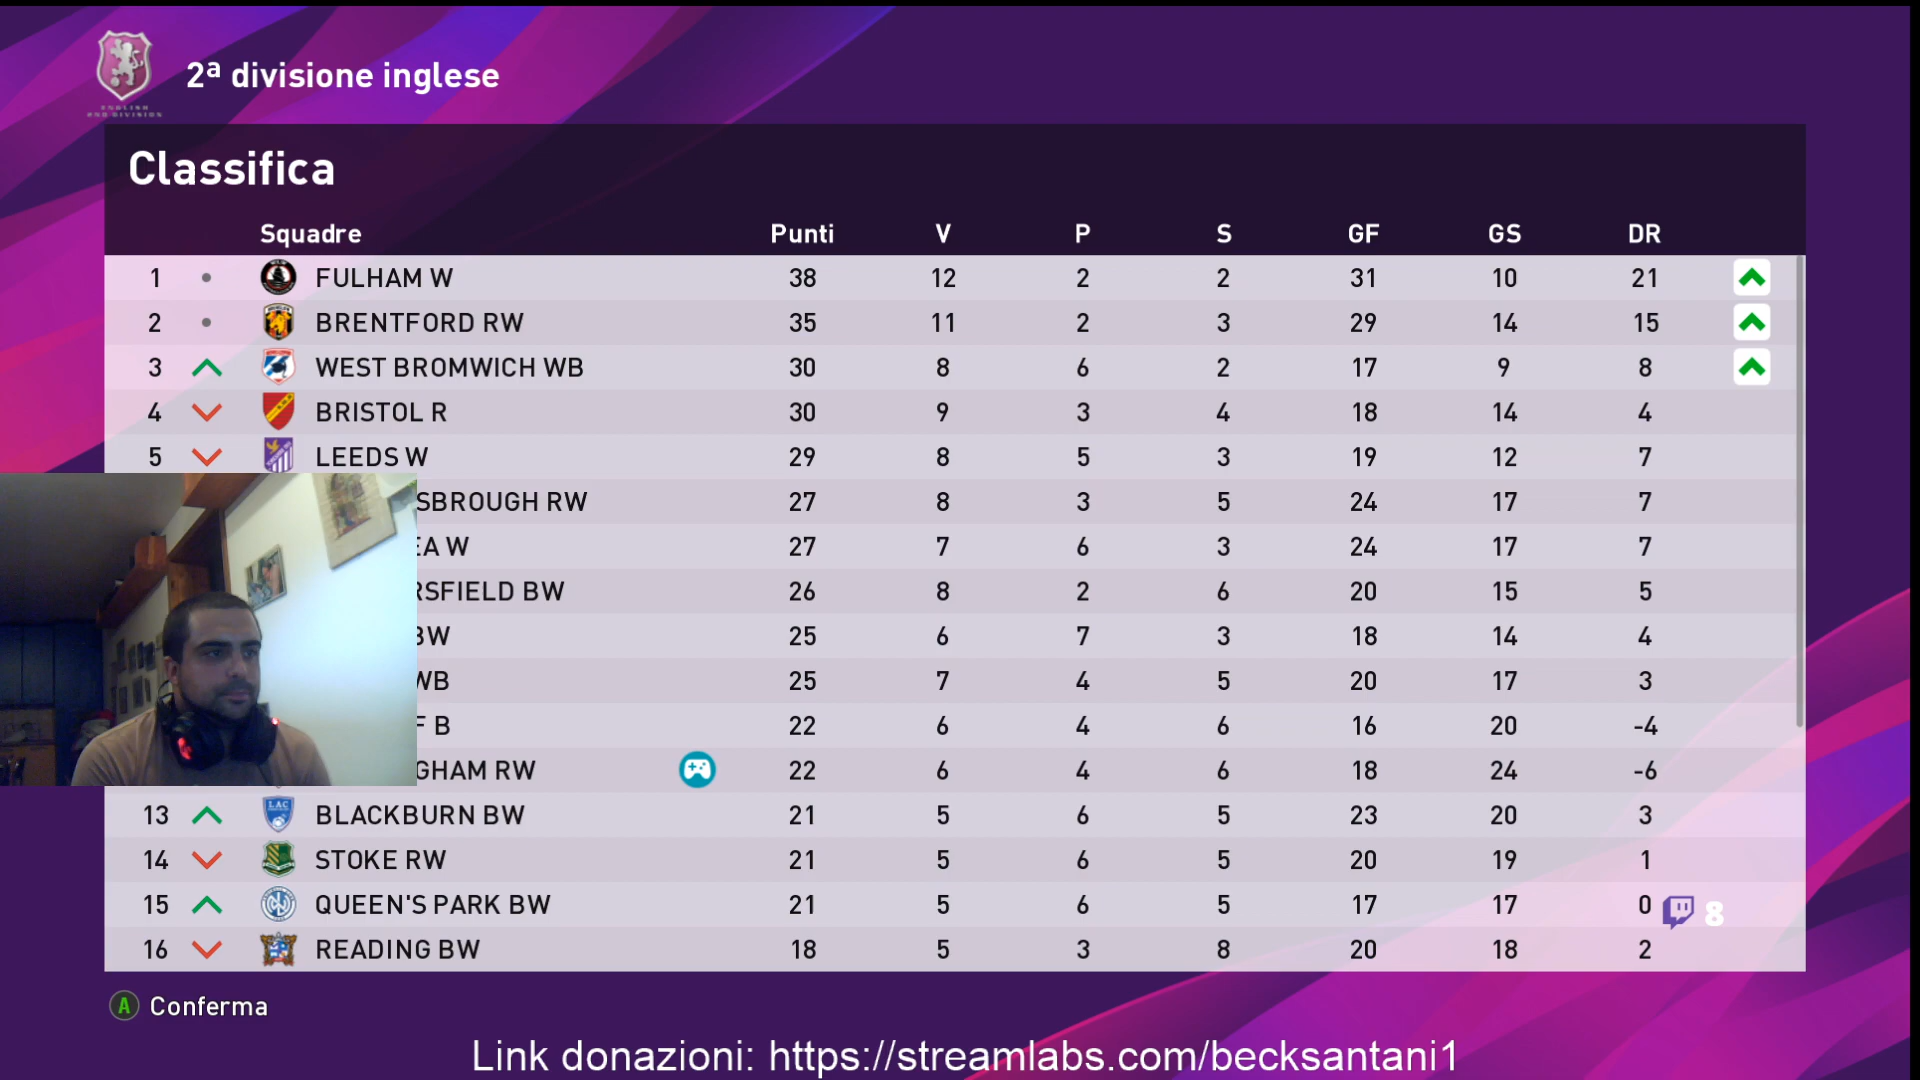 2ª divisione inglese
Classifica
Squadre Punti V P S GF GS DR
1 FULHAM W 38 12 2 2 31 10 21
2 BRENTFORD RW 35 11 2 3 29 14 15
3 WEST BROMWICH WB 30 8 6 2 17 9 8
4 BRISTOL R 30 9 3 4 18 14 4
5 LEEDS W 29 8 5 3 19 12 7
SBROUGH RW 27 8 3 5 24 17 7
EA W 27 7 6 3 24 17 7
RSFIELD BW 26 8 2 6 20 15 5
BW 25 6 7 3 18 14 4
WB 25 7 4 5 20 17 3
F B 22 6 4 6 16 20 -4
GHAM RW 22 6 4 6 18 24 -6
13 BLACKBURN BW 21 5 6 5 23 20 3
14 STOKE RW 21 5 6 5 20 19 1
15 QUEEN'S PARK BW 21 5 6 5 17 17 0 8
16 READING BW 18 5 3 8 20 18 2
A Conferma
Link donazioni: https://streamlabs.com/becksantani1